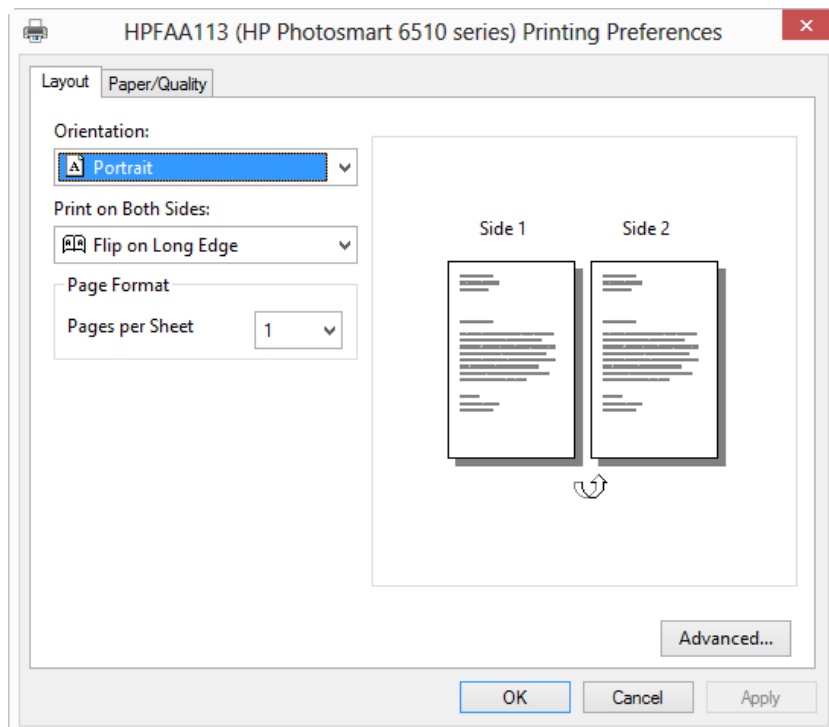 HPFAA113 (HP Photosmart 6510 series) Printing Preferences
Layout Paper/Quality
Orientation:
Portrait
Print on Both Sides:
Flip on Long Edge
Page Format
Pages per Sheet 1
Side 1 Side 2
Advanced...
OK Cancel Apply